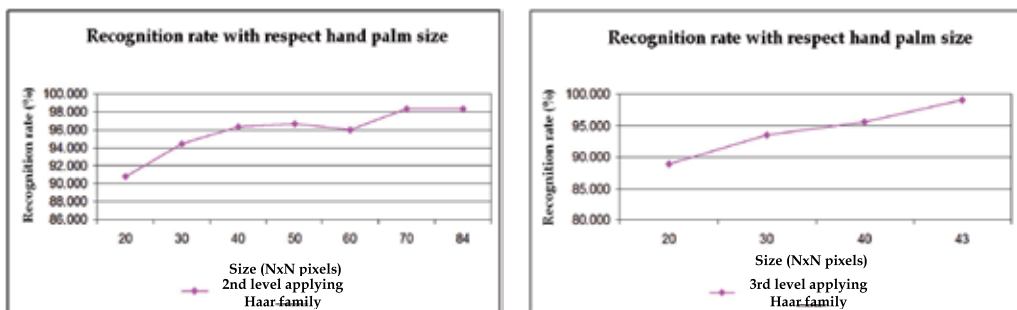 Recognition rate with respect hand palm size
Recognition rate (%)
100.000
98.000
96.000
94.000
92.000
90.000
88.000
86.000
20 30 40 50 60 70 84
Size (NxN pixels)
2nd level applying
Haar family
Recognition rate with respect hand palm size
Recognition rate (%)
100.000
95.000
90.000
85.000
80.000
20 30 40 43
Size (NxN pixels)
3rd level applying
Haar family